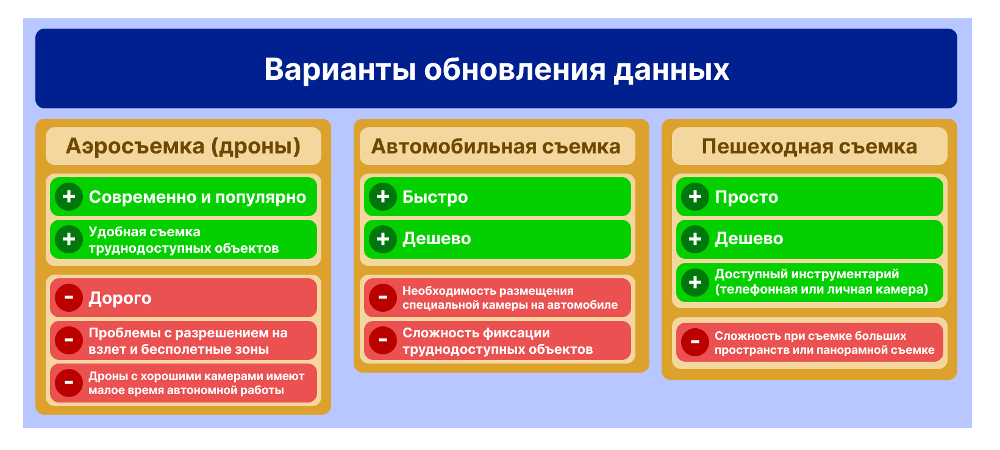 Варианты обновления данных
Аэросъемка (дроны)
+ Современно и популярно
+ Удобная съемка
труднодоступных объектов
- Дорого
- Проблемы с разрешением на
взлет и бесполетные зоны
- Дроны с хорошими камерами имеют
малое время автономной работы
Автомобильная съемка
+ Быстро
+ Дешево
- Необходимость размещения
специальной камеры на автомобиле
- Сложность фиксации
труднодоступных объектов
Пешеходная съемка
+ Просто
+ Дешево
+ Доступный инструментарий
(телефонная или личная камера)
- Сложность при съемке больших
пространств или панорамной съемке